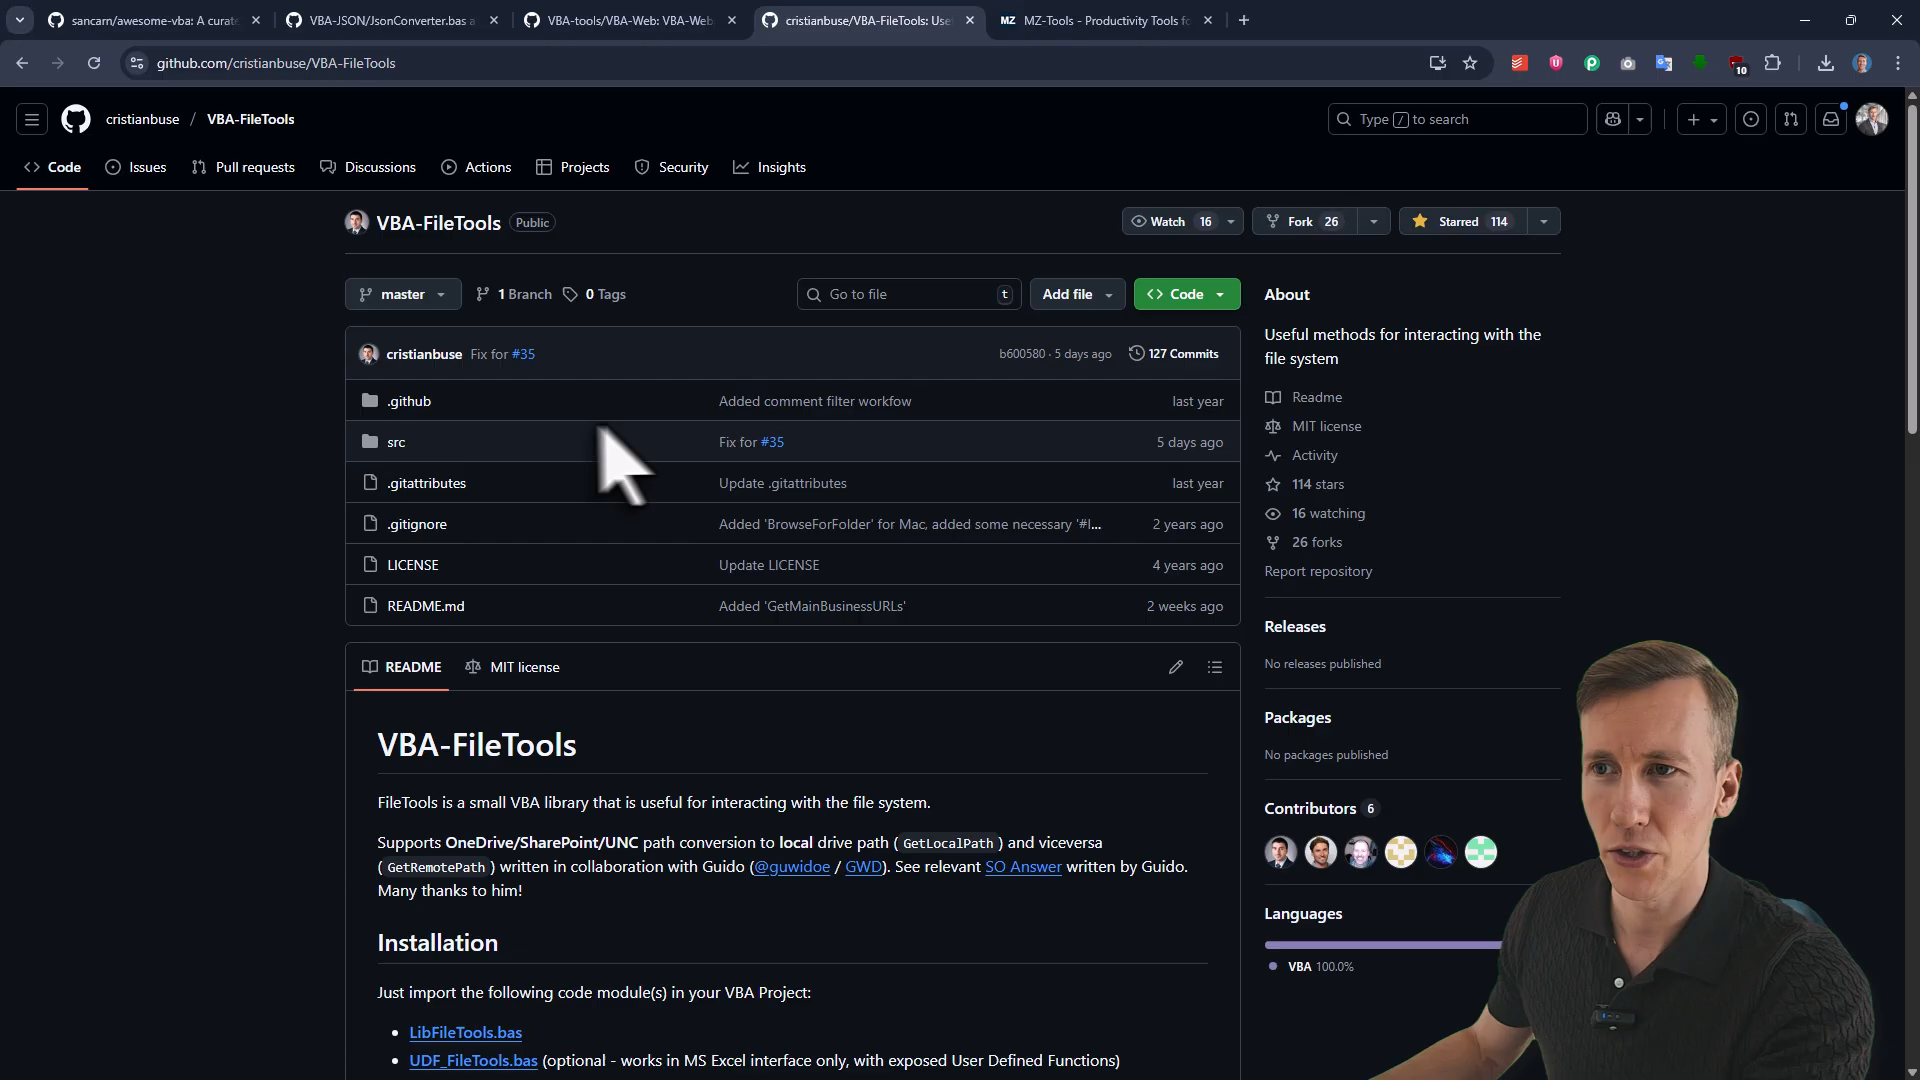 sancarn/awesome-vba: A curate
VBA-JSON/JsonConverter.bas a
VBA-tools/VBA-Web: VBA-Web
cristianbuse/VBA-FileTools: Use
MZ MZ-Tools - Productivity Tools fo
github.com/cristianbuse/VBA-FileTools
10
cristianbuse / VBA-FileTools
Type / to search
Code
Issues
Pull requests
Discussions
Actions
Projects
Security
Insights
VBA-FileTools Public
Watch 16
Fork 26
Starred 114
master
1 Branch
0 Tags
Go to file t
Add file
Code
cristianbuse Fix for #35
b600580 · 5 days ago
127 Commits
.github Added comment filter workfow last year
src Fix for #35 5 days ago
.gitattributes Update .gitattributes last year
.gitignore Added 'BrowseForFolder' for Mac, added some necessary '#I... 2 years ago
LICENSE Update LICENSE 4 years ago
README.md Added 'GetMainBusinessURLs' 2 weeks ago
README
MIT license
VBA-FileTools
FileTools is a small VBA library that is useful for interacting with the file system.
Supports OneDrive/SharePoint/UNC path conversion to local drive path ( GetLocalPath ) and viceversa
( GetRemotePath ) written in collaboration with Guido (@guwidoe / GWD). See relevant SO Answer written by Guido.
Many thanks to him!
Installation
Just import the following code module(s) in your VBA Project:
• LibFileTools.bas
• UDF_FileTools.bas (optional - works in MS Excel interface only, with exposed User Defined Functions)
About
Useful methods for interacting with the
file system
Readme
MIT license
Activity
114 stars
16 watching
26 forks
Report repository
Releases
No releases published
Packages
No packages published
Contributors 6
Languages
VBA 100.0%